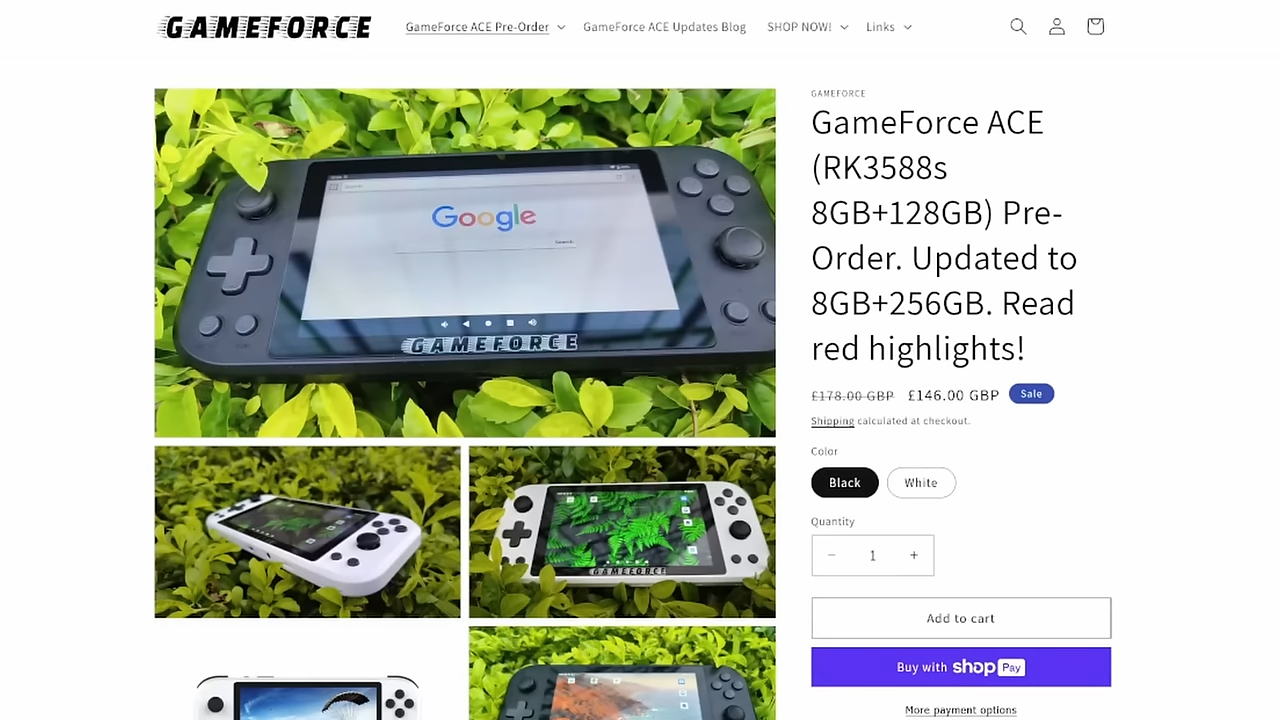 GAMEFORCE
GameForce ACE Pre-Order
GameForce ACE Updates Blog
SHOP NOW!
Links
Google
Search
GAMEFORCE
GAMEFORCE
GAMEFORCE
GameForce ACE
(RK3588s
8GB+128GB) Pre-
Order. Updated to
8GB+256GB. Read
red highlights!
£178.00 GBP £146.00 GBP Sale
Shipping calculated at checkout.
Color
Black White
Quantity
− 1 +
Add to cart
Buy with shop Pay
More payment options